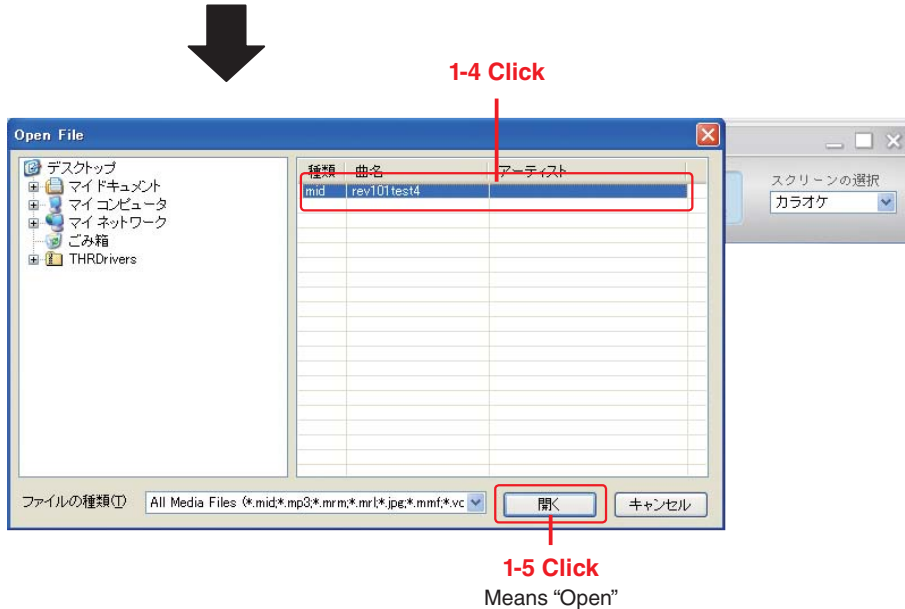 1-4 Click
Open File
デスクトップ
マイドキュメント
マイ コンピュータ
マイ ネットワーク
ごみ箱
THRDrivers
種類 曲名 アーティスト
mid rev101test4
スクリーンの選択
カラオケ
ファイルの種類(T) All Media Files (*.mid;*.mp3;*.mrm;*.mrl;*.jpg;*.mmf;*.vc 開く キャンセル
1-5 Click
Means “Open”